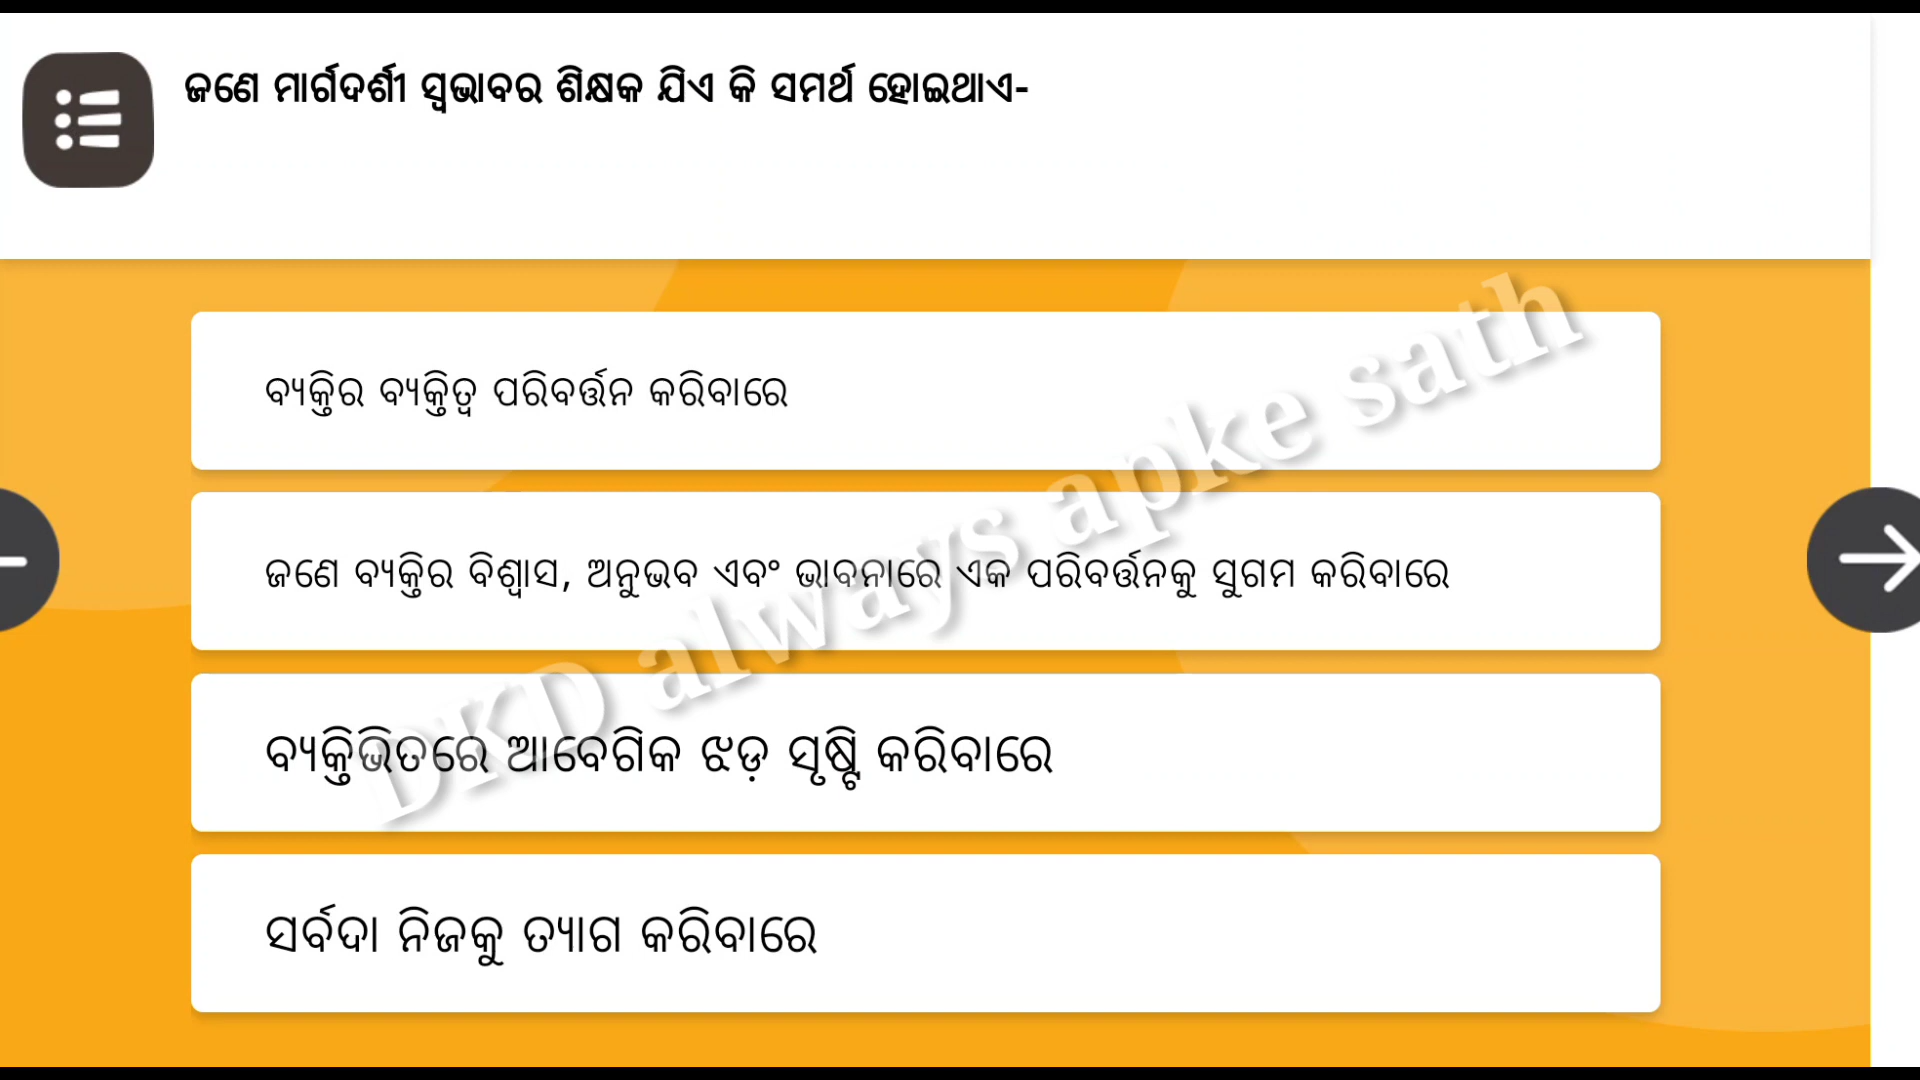 ଜଣେ ମାର୍ଗଦର୍ଶୀ ସ୍ୱଭାବର ଶିକ୍ଷକ ଯିଏ କି ସମର୍ଥ ହୋଇଥାଏ-
ବ୍ୟକ୍ତିର ବ୍ୟକ୍ତିତ୍ୱ ପରିବର୍ତ୍ତନ କରିବାରେ
ଜଣେ ବ୍ୟକ୍ତିର ବିଶ୍ୱାସ, ଅନୁଭବ ଏବଂ ଭାବନାରେ ଏକ ପରିବର୍ତ୍ତନକୁ ସୁଗମ କରିବାରେ
ବ୍ୟକ୍ତିଭିତରେ ଆବେଗିକ ଝଡ଼ ସୃଷ୍ଟି କରିବାରେ
ସର୍ବଦା ନିଜକୁ ତ୍ୟାଗ କରିବାରେ
DKD always apke sath